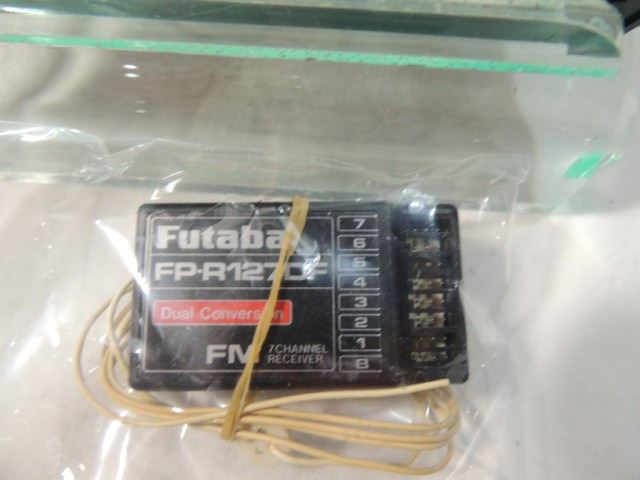 Futaba
FP-R127DF
Dual Conversion
FM 7CHANNEL
RECEIVER
7
6
5
4
3
2
1
B